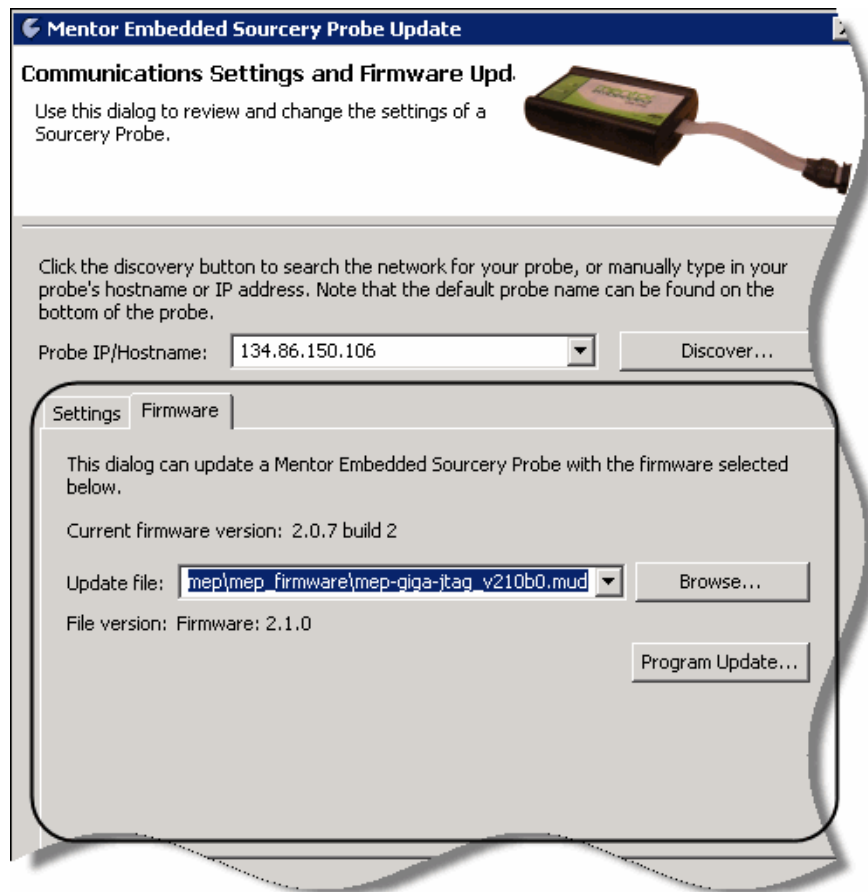 Mentor Embedded Sourcery Probe Update
Communications Settings and Firmware Upd
Use this dialog to review and change the settings of a
Sourcery Probe.
Click the discovery button to search the network for your probe, or manually type in your
probe's hostname or IP address. Note that the default probe name can be found on the
bottom of the probe.
Probe IP/Hostname: 134.86.150.106 Discover...
Settings Firmware
This dialog can update a Mentor Embedded Sourcery Probe with the firmware selected
below.
Current firmware version: 2.0.7 build 2
Update file: mep\mep_firmware\mep-giga-jtag_v210b0.mud Browse...
File version: Firmware: 2.1.0
Program Update...